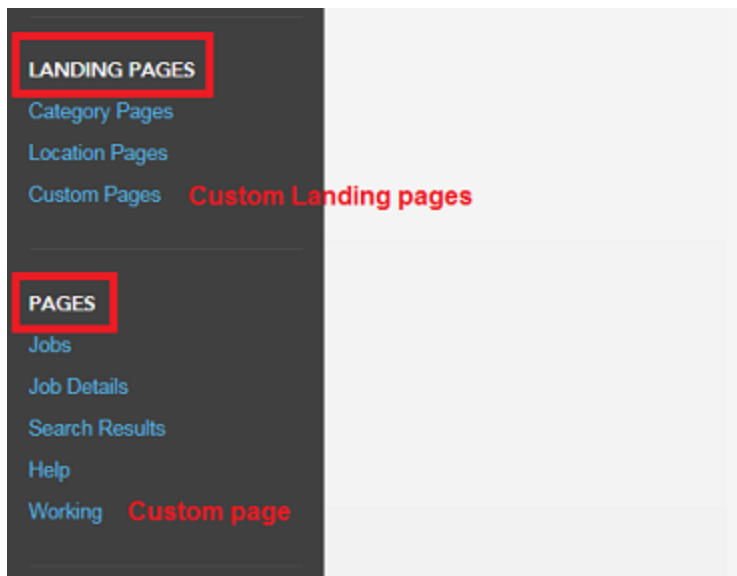 LANDING PAGES
Category Pages
Location Pages
Custom Pages Custom Landing pages
PAGES
Jobs
Job Details
Search Results
Help
Working Custom page